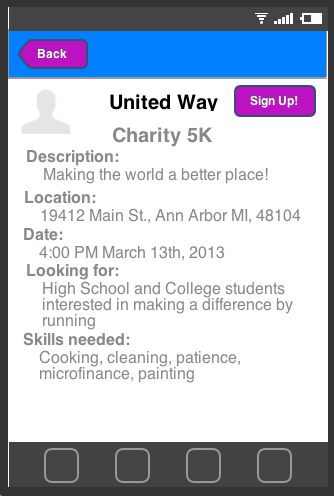 Back
United Way
Sign Up!
Charity 5K
Description:
Making the world a better place!
Location:
19412 Main St., Ann Arbor MI, 48104
Date:
4:00 PM March 13th, 2013
Looking for:
High School and College students
interested in making a difference by
running
Skills needed:
Cooking, cleaning, patience,
microfinance, painting